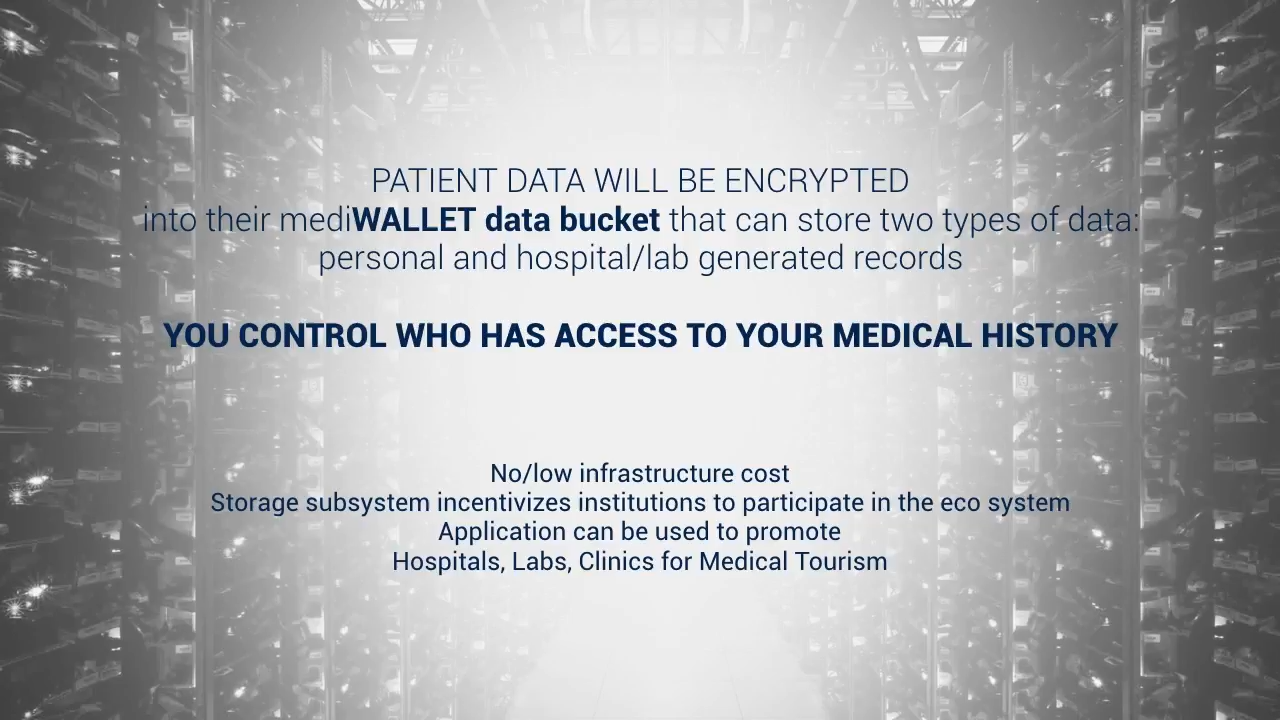 PATIENT DATA WILL BE ENCRYPTED
into their mediWALLET data bucket that can store two types of data:
personal and hospital/lab generated records
YOU CONTROL WHO HAS ACCESS TO YOUR MEDICAL HISTORY
No/low infrastructure cost
Storage subsystem incentivizes institutions to participate in the eco system
Application can be used to promote
Hospitals, Labs, Clinics for Medical Tourism